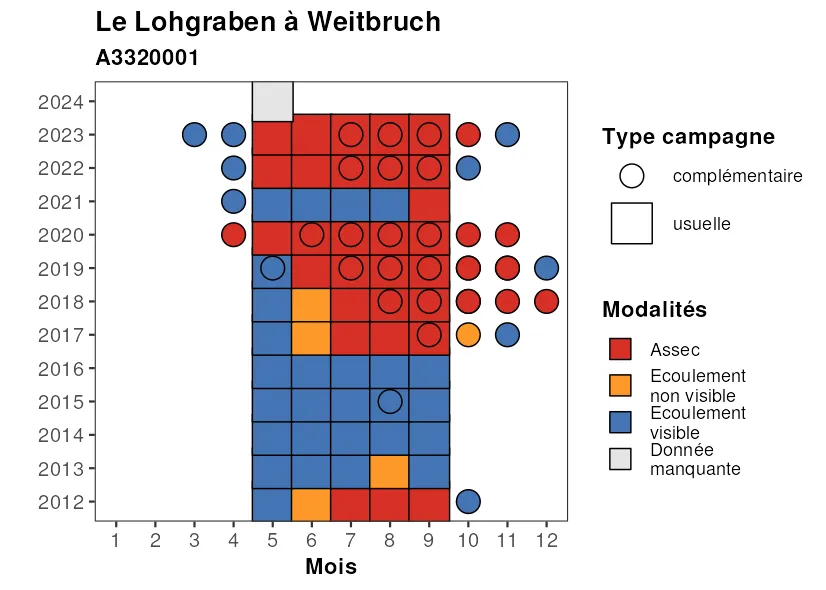 Le Lohgraben à Weitbruch
A3320001
2024
2023
2022
2021
2020
2019
2018
2017
2016
2015
2014
2013
2012
1 2 3 4 5 6 7 8 9 10 11 12
Mois
Type campagne
complémentaire
usuelle
Modalités
Assec
Ecoulement
non visible
Ecoulement
visible
Donnée
manquante